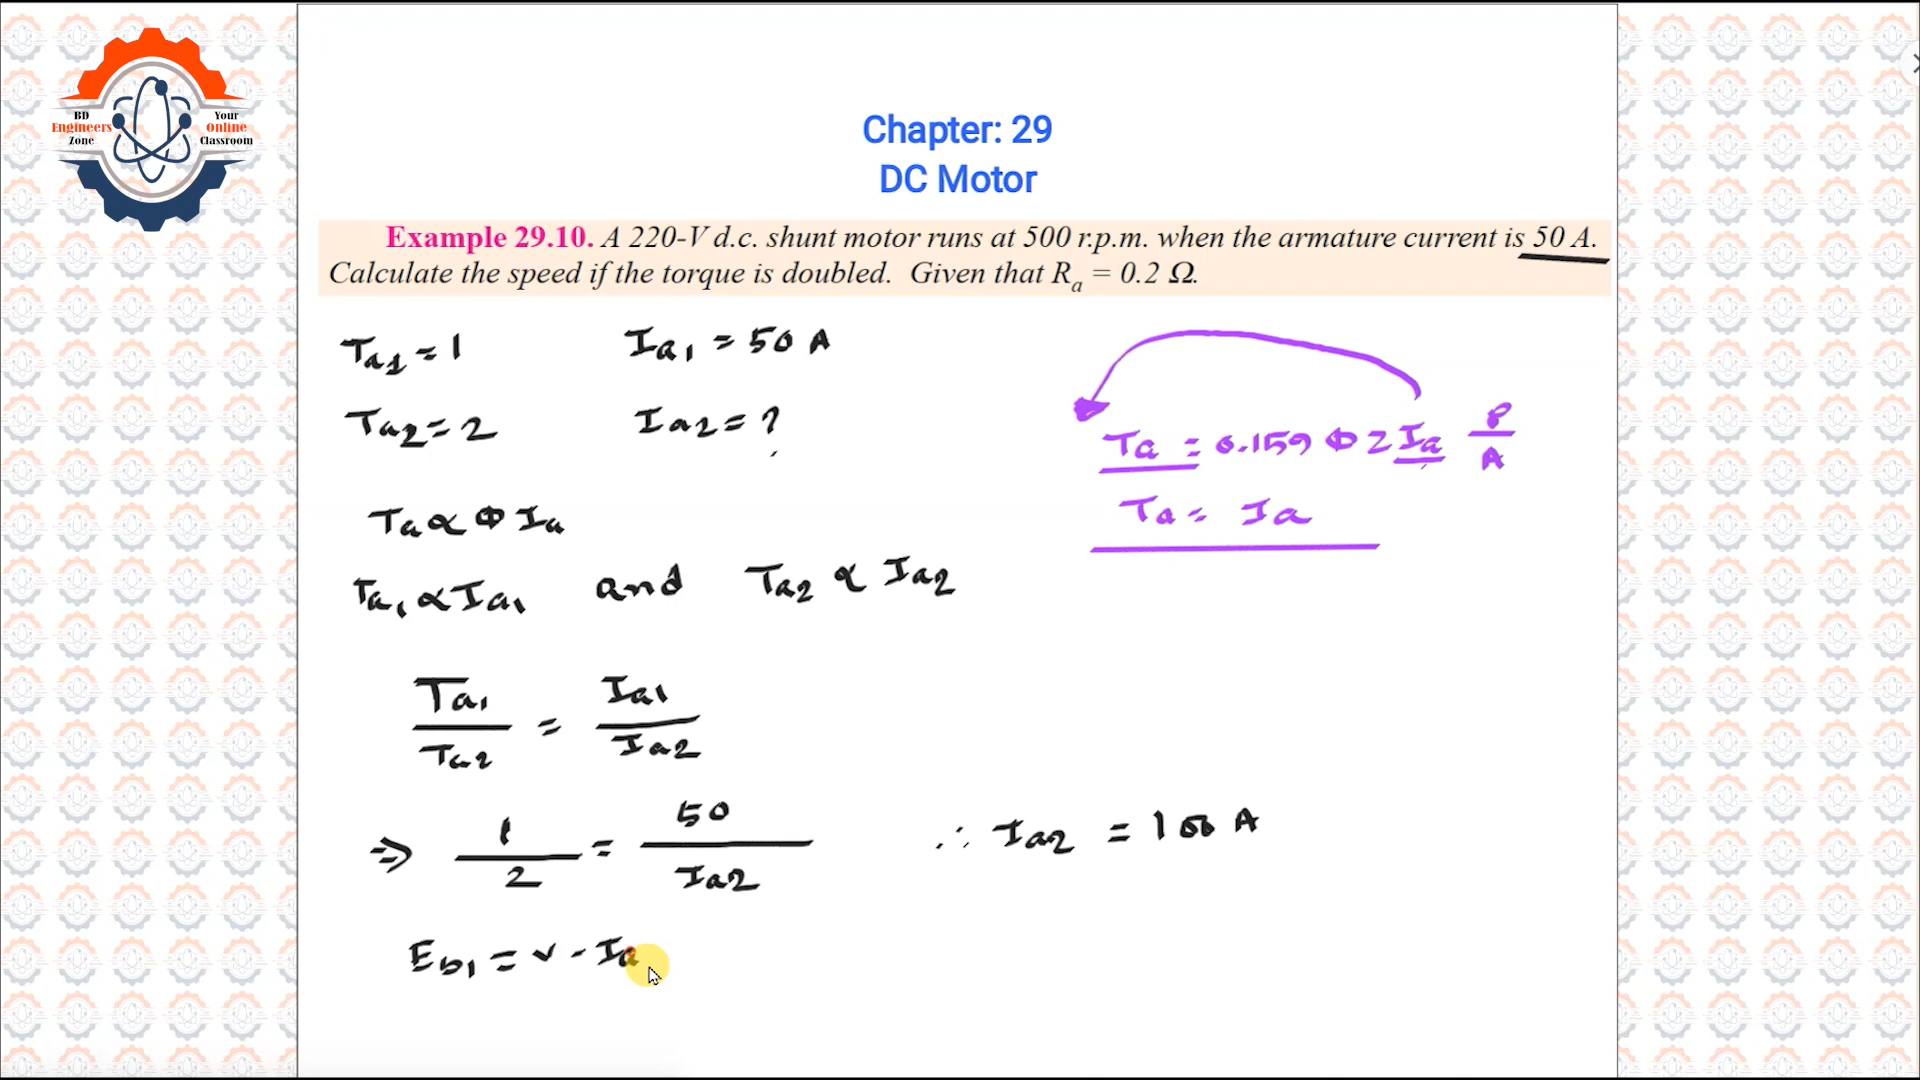 BD
Engineers
Zone
Your
Online
Classroom
Chapter: 29
DC Motor
Example 29.10. A 220-V d.c. shunt motor runs at 500 r.p.m. when the armature current is 50 A.
Calculate the speed if the torque is doubled. Given that Ra = 0.2 Ω.
Ta1 = 1
Ia1 = 50 A
Ta2 = 2
Ia2 = ?
Ta = 0.159 Φ Z Ia P/A
Ta = Ia
Ta ∝ Φ Ia
Ta1 ∝ Ia1 and Ta2 ∝ Ia2
Ta1/Ta2 = Ia1/Ia2
⇒ 1/2 = 50/Ia2
∴ Ia2 = 100 A
Eb1 = V - Ia